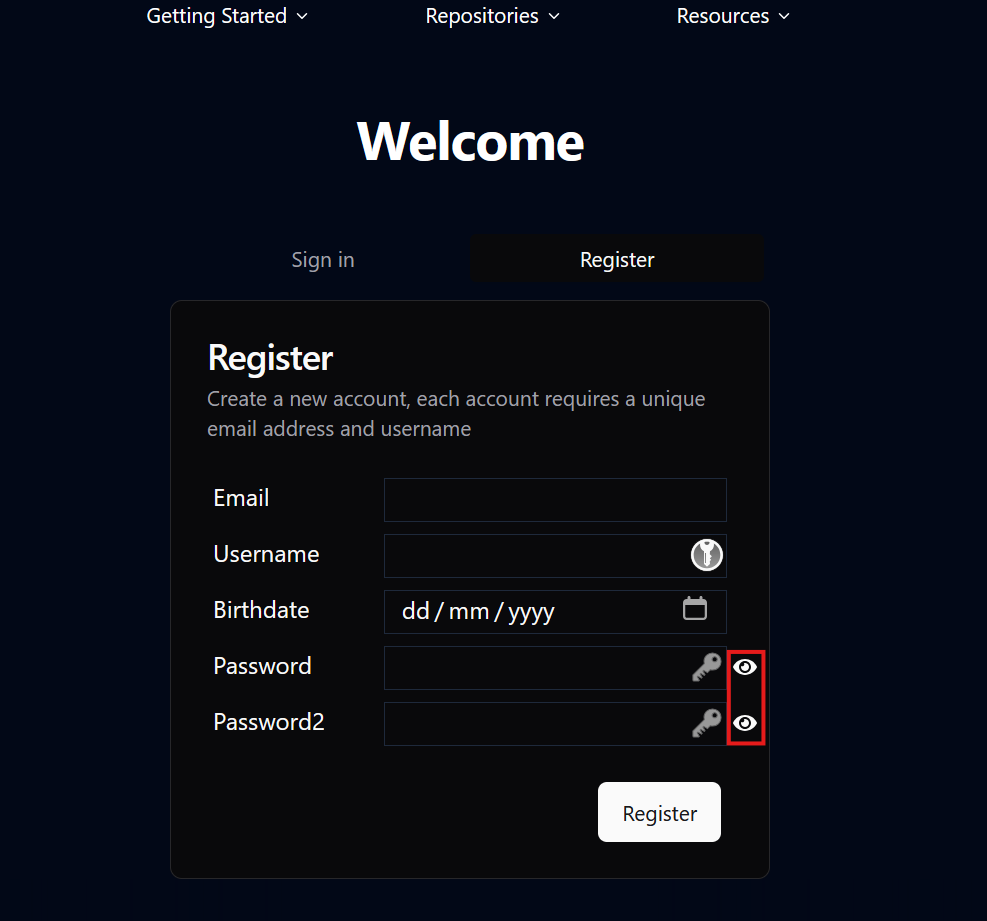 Getting Started
Repositories
Resources
Welcome
Sign in
Register
Register
Create a new account, each account requires a unique
email address and username
Email
Username
Birthdate
dd / mm / yyyy
Password
Password2
Register